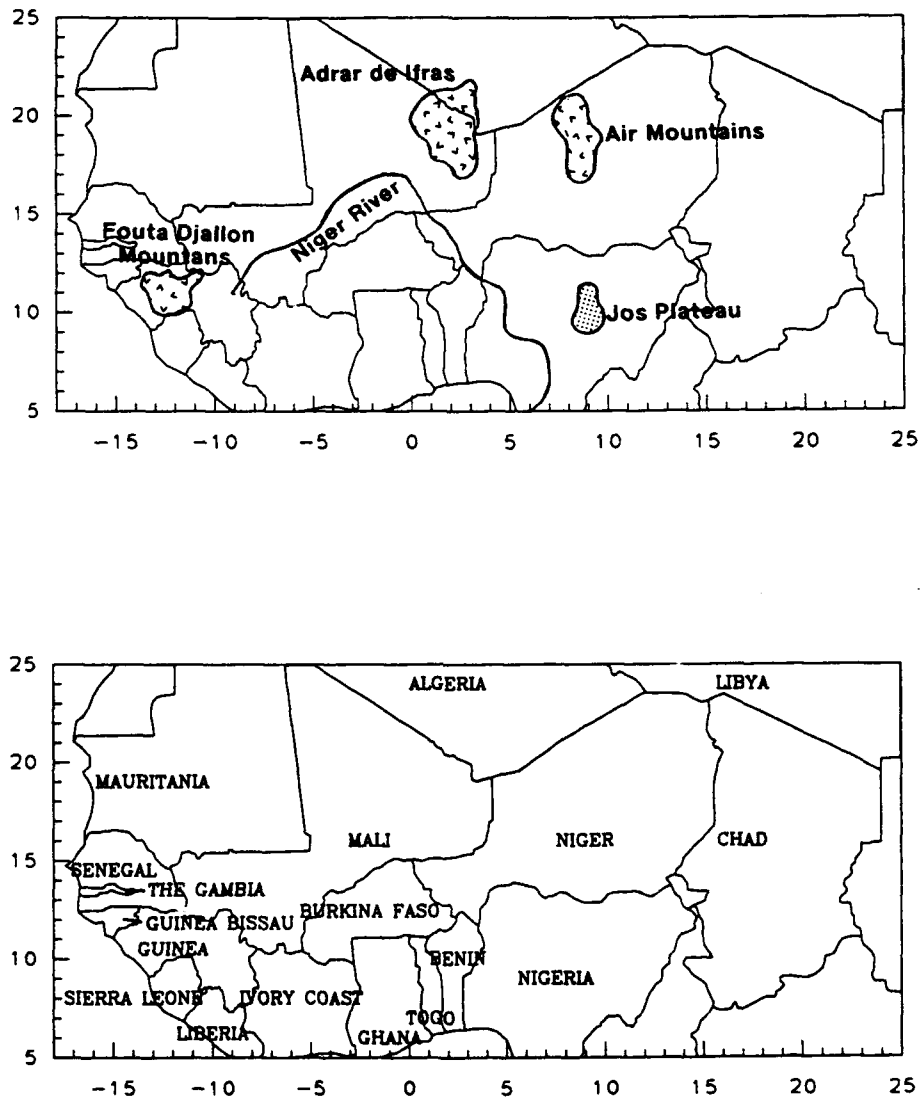 25
Adrar de Ifras
20
Air Mountains
15
Niger River
Fouta Djallon
Mountans
10
Jos Plateau
5
-15 -10 -5 0 5 10 15 20 25
25
ALGERIA LIBYA
20
MAURITANIA
MALI NIGER CHAD
15
SENEGAL
THE GAMBIA
BURKINA FASO
GUINEA BISSAU
GUINEA
10
BENIN
NIGERIA
SIERRA LEONE IVORY COAST
TOGO
LIBERIA
GHANA
5
-15 -10 -5 0 5 10 15 20 25